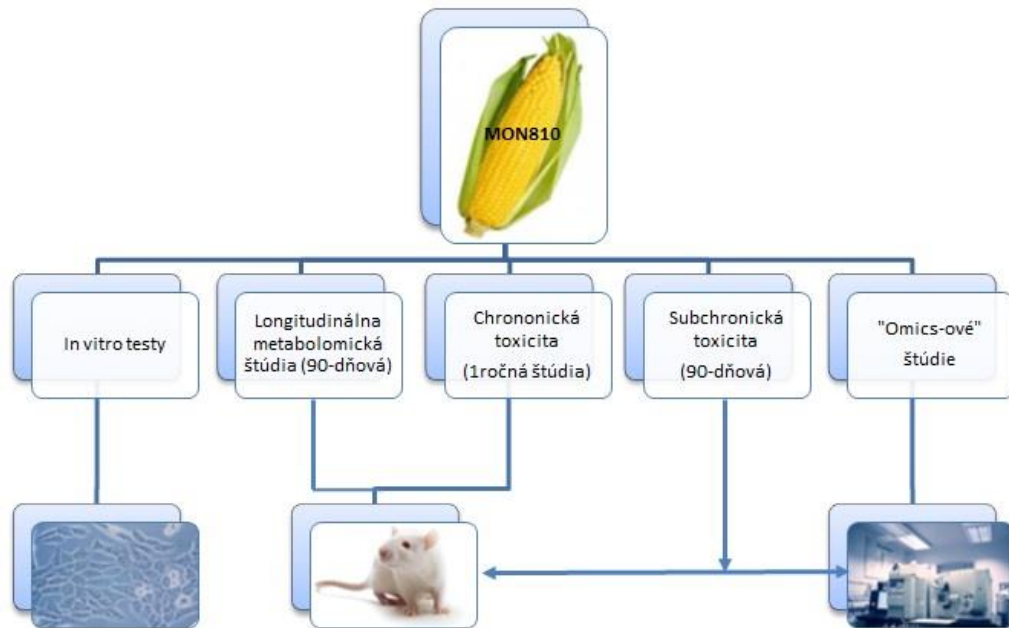 MON810
In vitro testy
Longitudinálna
metabolomická
štúdia (90-dňová)
Chrononická
toxicita
(1ročná štúdia)
Subchronická
toxicita
(90-dňová)
"Omics-ové"
štúdie